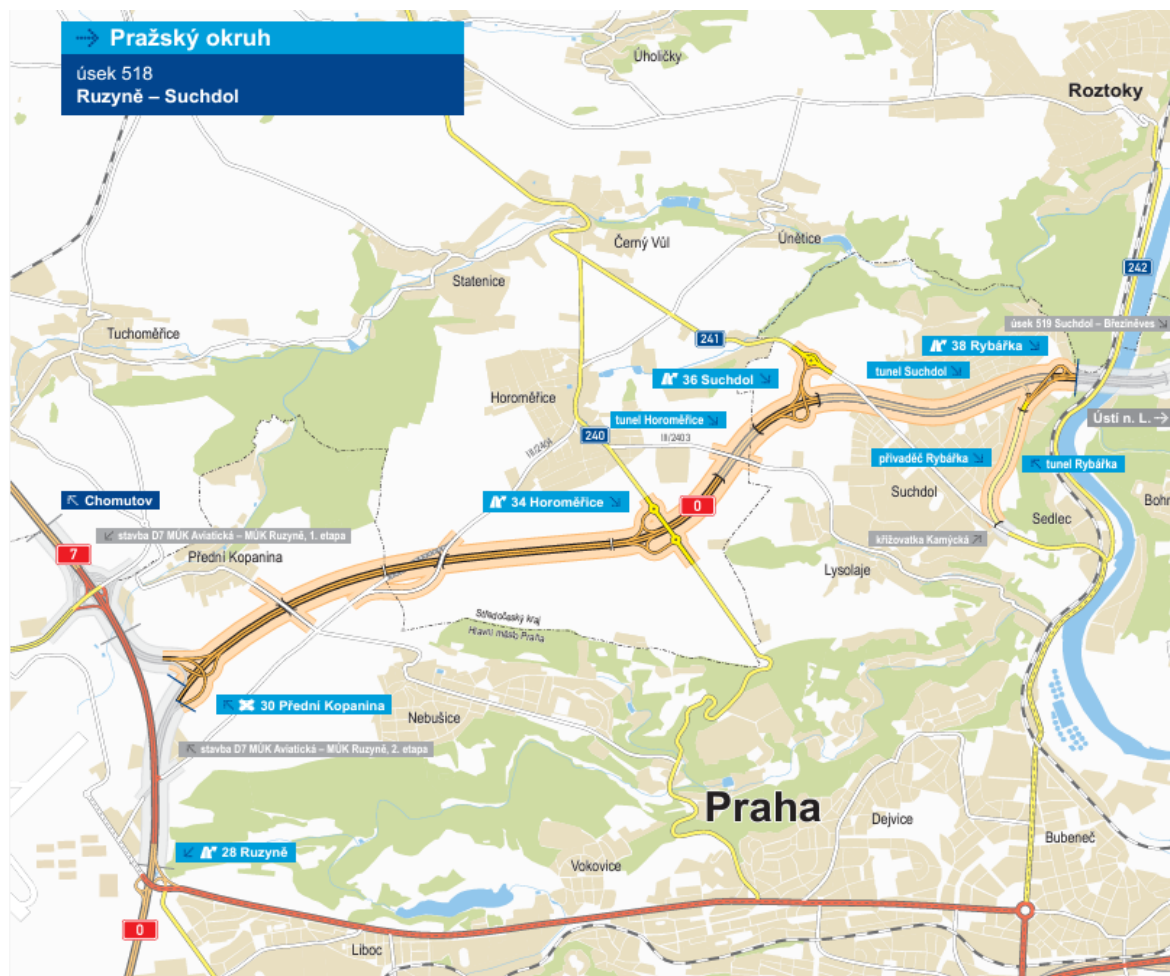 Pražský okruh
úsek 518
Ruzyně – Suchdol
Úholičky
Roztoky
Černý Vůl
Únětice
Statenice
242
Tuchoměřice
úsek 519 Suchdol – Březiněves
241
38 Rybářka
tunel Suchdol
36 Suchdol
Horoměřice
tunel Horoměřice
Ústí n. L.
240
III/2403
III/2404
přivaděč Rybářka
tunel Rybářka
Suchdol
Chomutov
34 Horoměřice
0
Bohn
Sedlec
stavba D7 MÚK Aviatická – MÚK Ruzyně, 1. etapa
křižovatka Kamýcká
7
Přední Kopanina
Lysolaje
Středočeský kraj
Hlavní město Praha
30 Přední Kopanina
Nebušice
stavba D7 MÚK Aviatická – MÚK Ruzyně, 2. etapa
Praha
Dejvice
Bubeneč
28 Ruzyně
Vokovice
0
Liboc